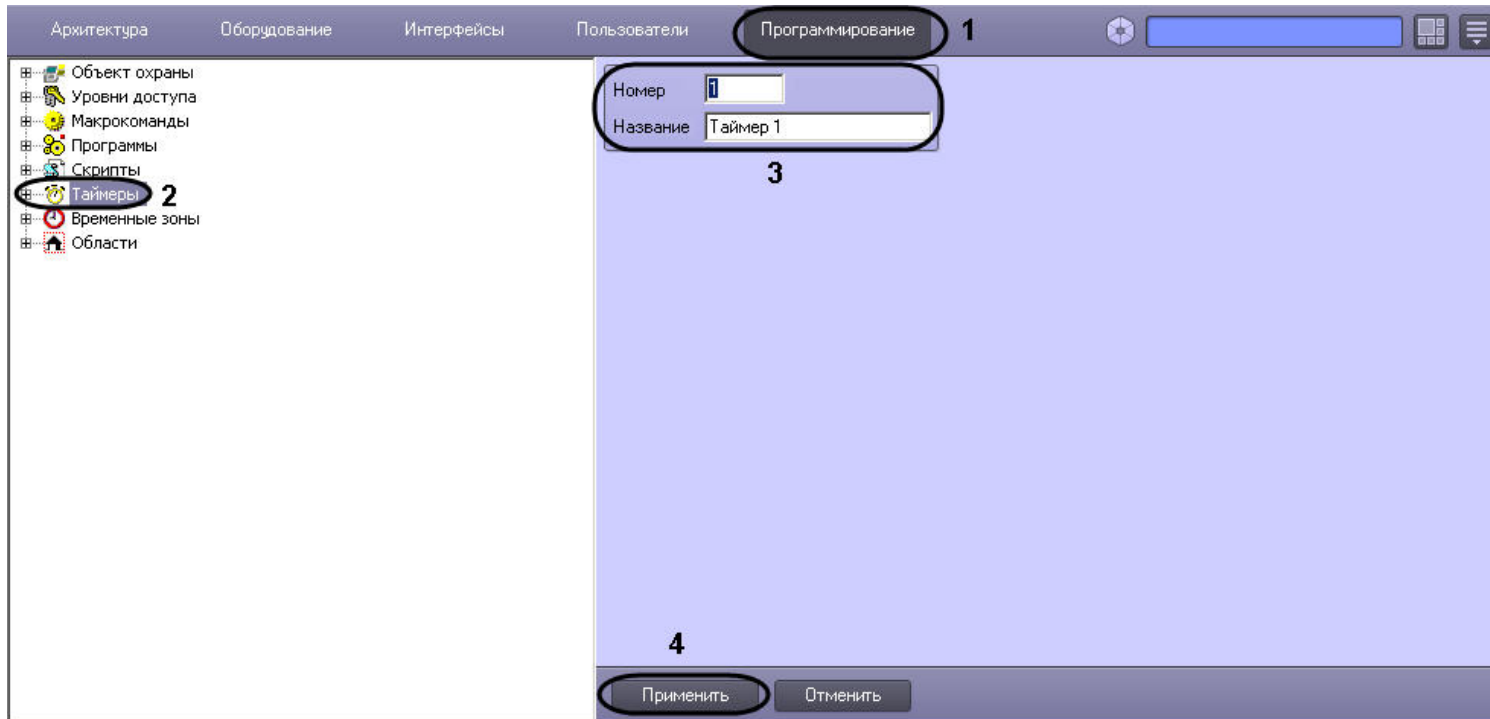 Архитектура Оборудование Интерфейсы Пользователи Программирование 1
Объект охраны
Уровни доступа
Макрокоманды
Программы
Скрипты
Таймеры 2
Временные зоны
Области
Номер 1
Название Таймер 1
3
4
Применить Отменить